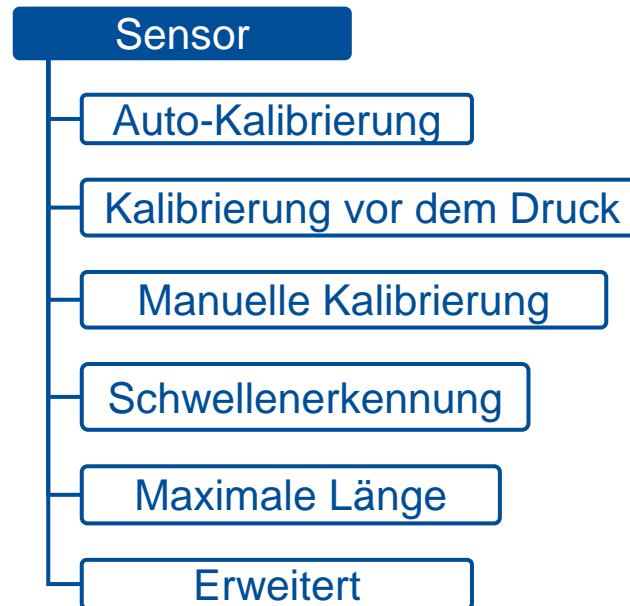 Sensor
Auto-Kalibrierung
Kalibrierung vor dem Druck
Manuelle Kalibrierung
Schwellenerkennung
Maximale Länge
Erweitert